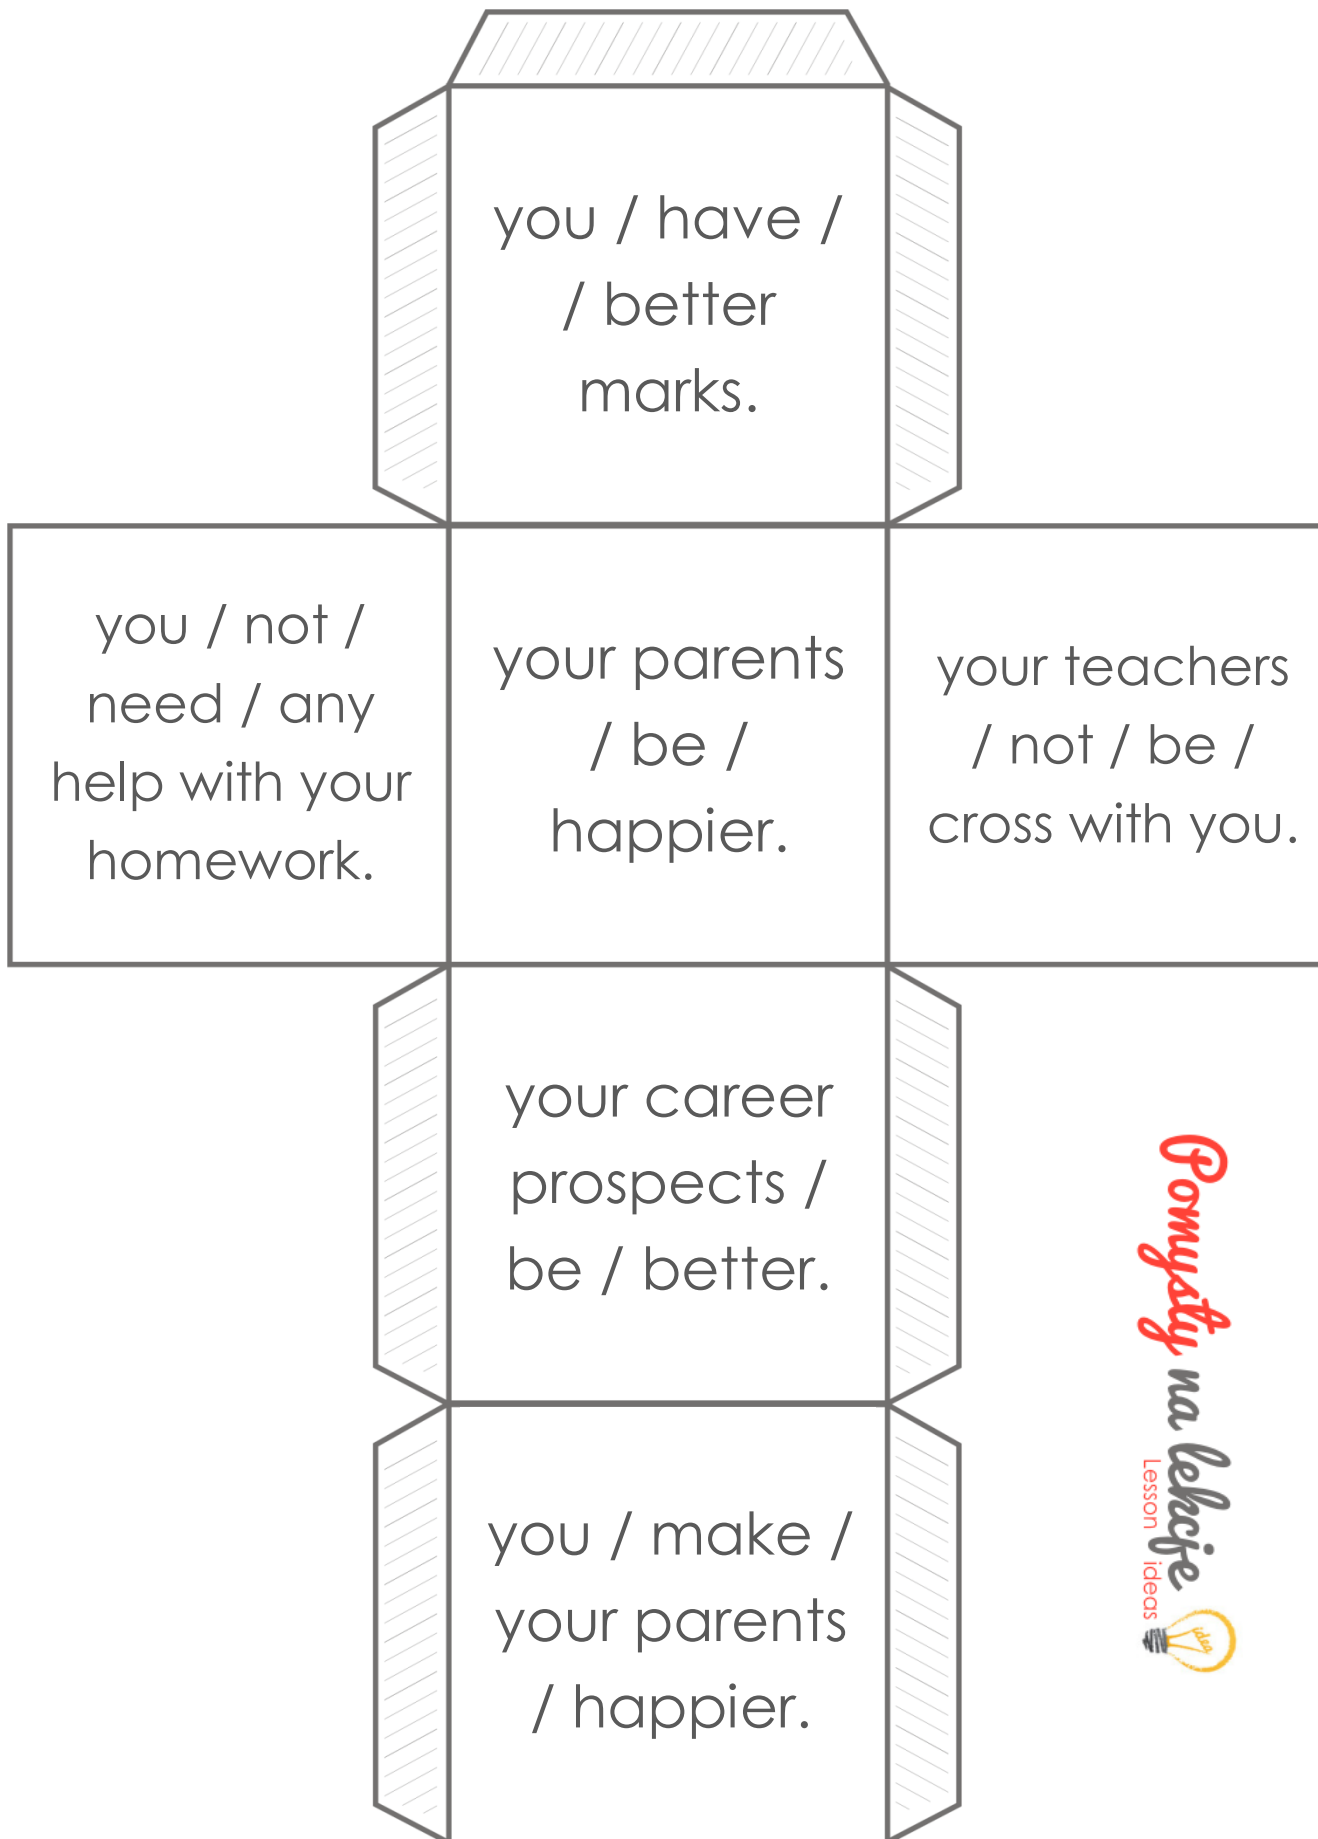 you / have /
/ better
marks.
you / not /
need / any
help with your
homework.
your parents
/ be /
happier.
your teachers
/ not / be /
cross with you.
your career
prospects /
be / better.
you / make /
your parents
/ happier.
Pomysły na lekcje
Lesson ideas
idea